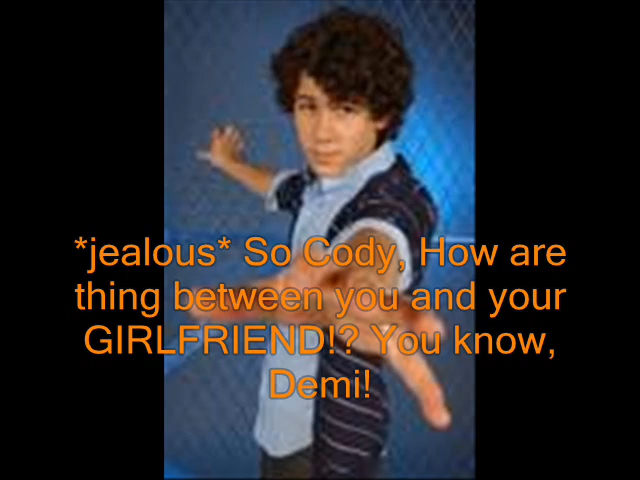 *jealous* So Cody, How are
thing between you and your
GIRLFRIEND!? You know,
Demi!